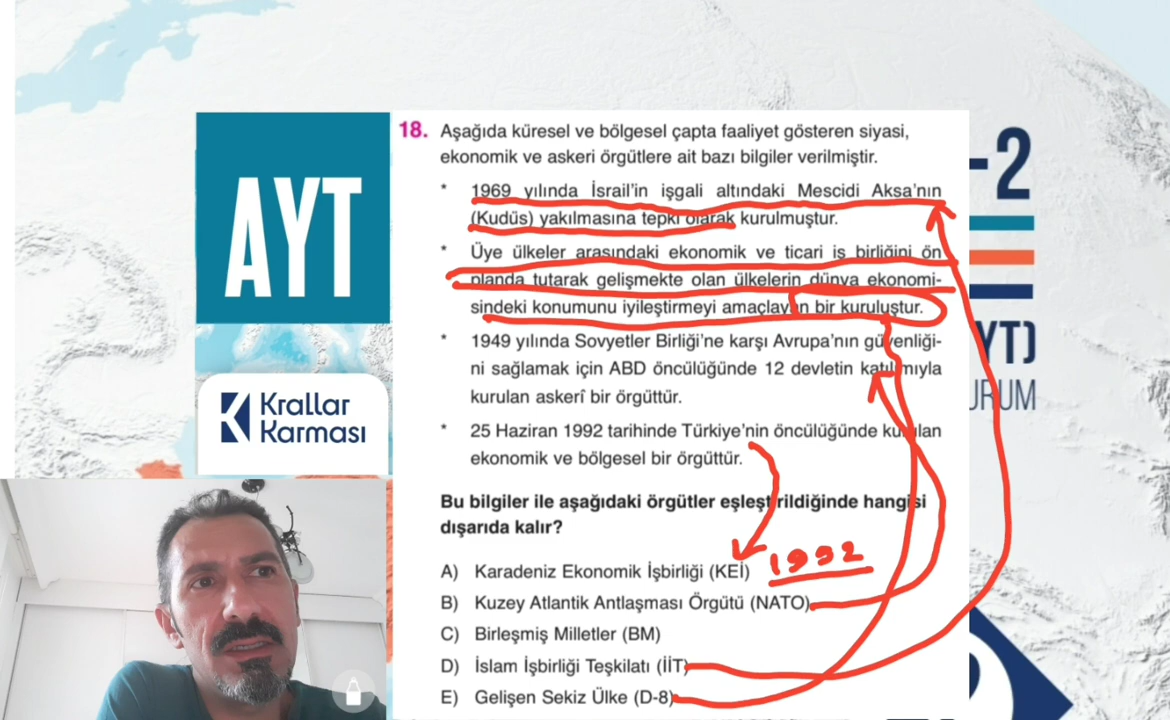 AYT
Krallar
Karması
18. Aşağıda küresel ve bölgesel çapta faaliyet gösteren siyasi,
ekonomik ve askeri örgütlere ait bazı bilgiler verilmiştir.
* 1969 yılında İsrail'in işgali altındaki Mescidi Aksa'nın
(Kudüs) yakılmasına tepki olarak kurulmuştur.
* Üye ülkeler arasındaki ekonomik ve ticari iş birliğini ön
planda tutarak gelişmekte olan ülkelerin dünya ekonomi-
sindeki konumunu iyileştirmeyi amaçlayan bir kuruluştur.
* 1949 yılında Sovyetler Birliği'ne karşı Avrupa'nın güvenliği-
ni sağlamak için ABD öncülüğünde 12 devletin katılımıyla
kurulan askerî bir örgüttür.
* 25 Haziran 1992 tarihinde Türkiye'nin öncülüğünde kurulan
ekonomik ve bölgesel bir örgüttür.
Bu bilgiler ile aşağıdaki örgütler eşleştirildiğinde hangisi
dışarıda kalır?
A) Karadeniz Ekonomik İşbirliği (KEİ) 1992
B) Kuzey Atlantik Antlaşması Örgütü (NATO)
C) Birleşmiş Milletler (BM)
D) İslam İşbirliği Teşkilatı (İİT)
E) Gelişen Sekiz Ülke (D-8)
-2
YT)
URUM